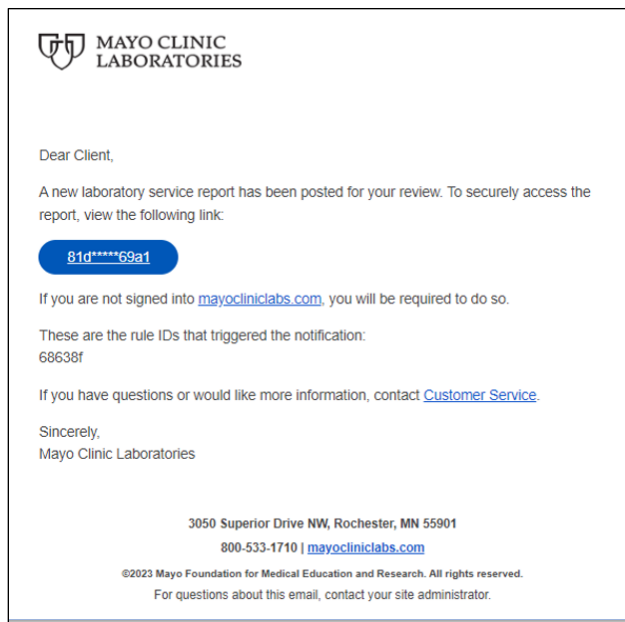 MAYO CLINIC
LABORATORIES
Dear Client,
A new laboratory service report has been posted for your review. To securely access the
report, view the following link:
81d*****69a1
If you are not signed into mayocliniclabs.com, you will be required to do so.
These are the rule IDs that triggered the notification:
68638f
If you have questions or would like more information, contact Customer Service.
Sincerely,
Mayo Clinic Laboratories
3050 Superior Drive NW, Rochester, MN 55901
800-533-1710 | mayocliniclabs.com
©2023 Mayo Foundation for Medical Education and Research. All rights reserved.
For questions about this email, contact your site administrator.